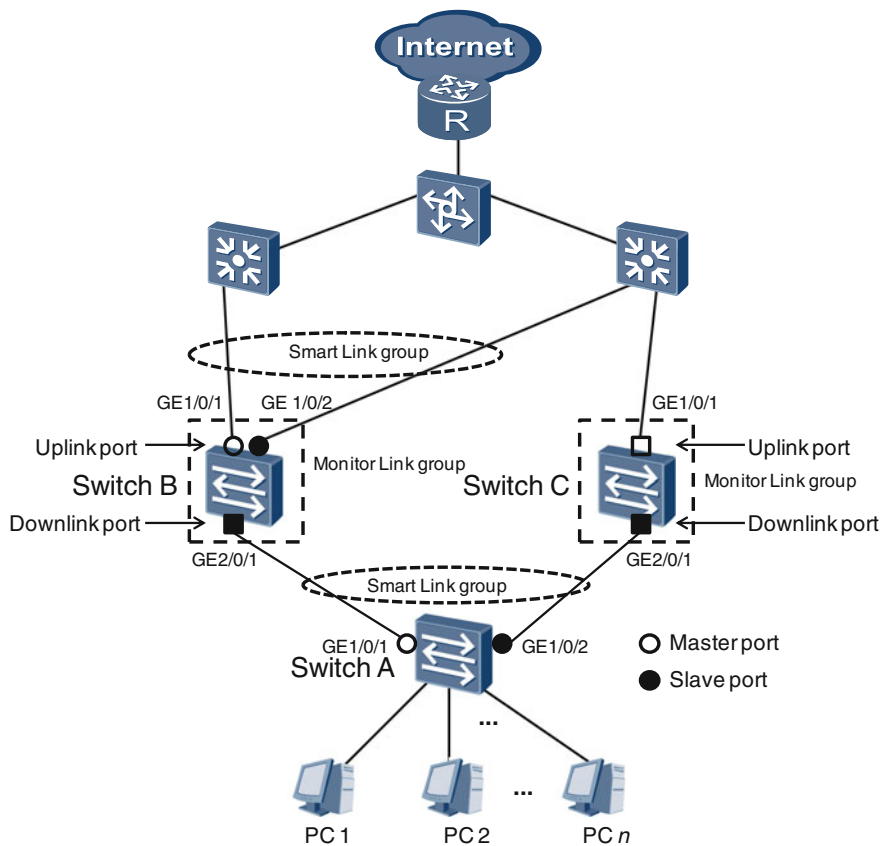 Internet
R
Smart Link group
GE1/0/1
GE 1/0/2
GE1/0/1
Uplink port
Uplink port
Monitor Link group
Switch B
Switch C
Monitor Link group
Downlink port
Downlink port
GE2/0/1
GE2/0/1
Smart Link group
GE1/0/1
GE1/0/2
Master port
Switch A
Slave port
...
...
PC 1
PC 2
PC n